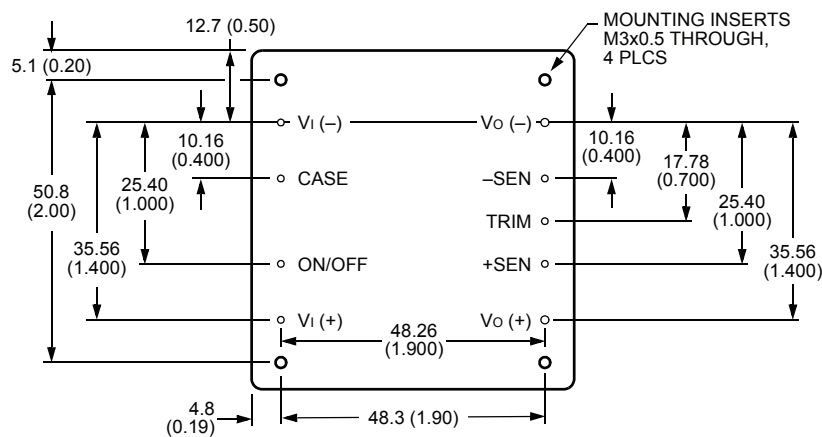 12.7 (0.50)
MOUNTING INSERTS
M3x0.5 THROUGH,
4 PLCS
5.1 (0.20)
VI (–)
VO (–)
10.16
(0.400)
10.16
(0.400)
17.78
(0.700)
CASE
–SEN
25.40
(1.000)
50.8
(2.00)
25.40
(1.000)
TRIM
35.56
(1.400)
35.56
(1.400)
ON/OFF
+SEN
VI (+)
VO (+)
48.26
(1.900)
4.8
(0.19)
48.3 (1.90)